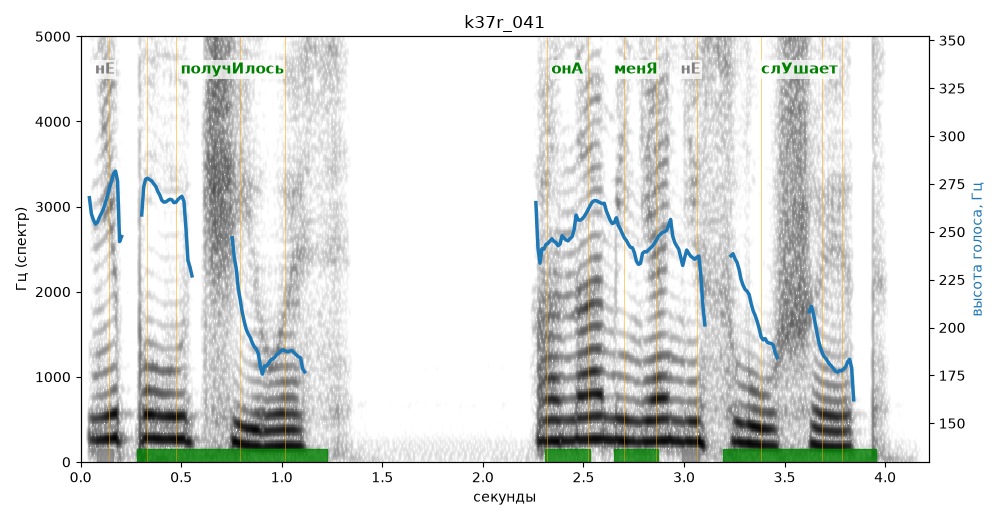 k37r_041
нЕ получИлось онА менЯ нЕ слУшает
5000
4000
3000
2000
1000
0
Гц (спектр)
350
325
300
275
250
225
200
175
150
высота голоса, Гц
0.0 0.5 1.0 1.5 2.0 2.5 3.0 3.5 4.0
секунды